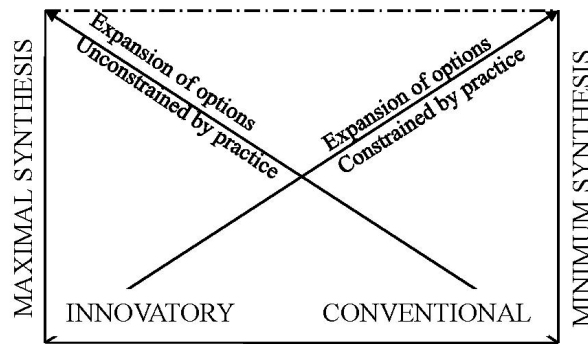 MAXIMAL SYNTHESIS
Expansion of options
Unconstrained by practice
Expansion of options
Constrained by practice
MINIMUM SYNTHESIS
INNOVATORY
CONVENTIONAL